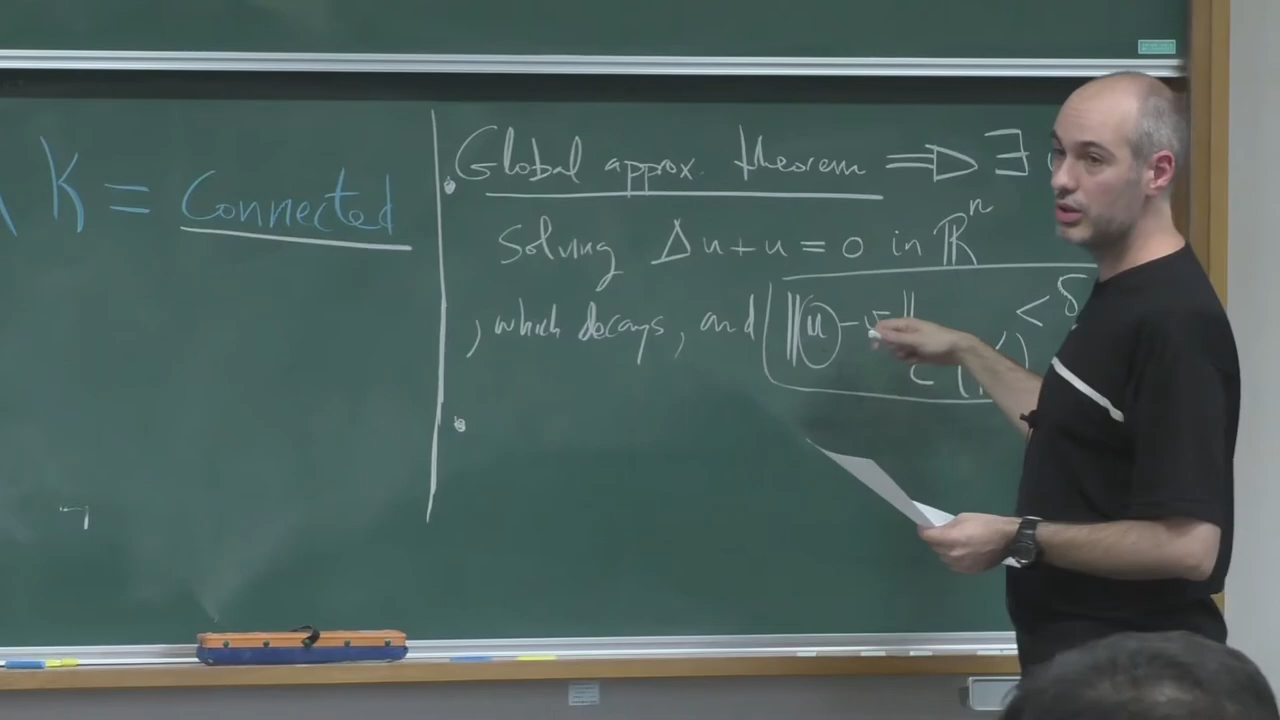 \ K = Connected
Global approx. theorem ⟹ ∃
Solving Δu + u = 0 in ℝⁿ
, which decays, and ||u - v|| < δ
C